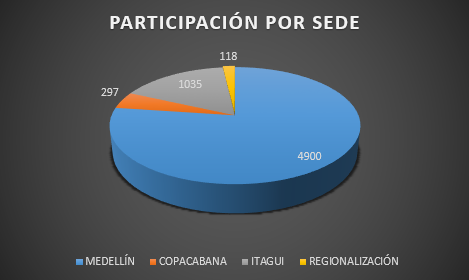 PARTICIPACIÓN POR SEDE
118
1035
297
4900
MEDELLÍN COPACABANA ITAGUI REGIONALIZACIÓN